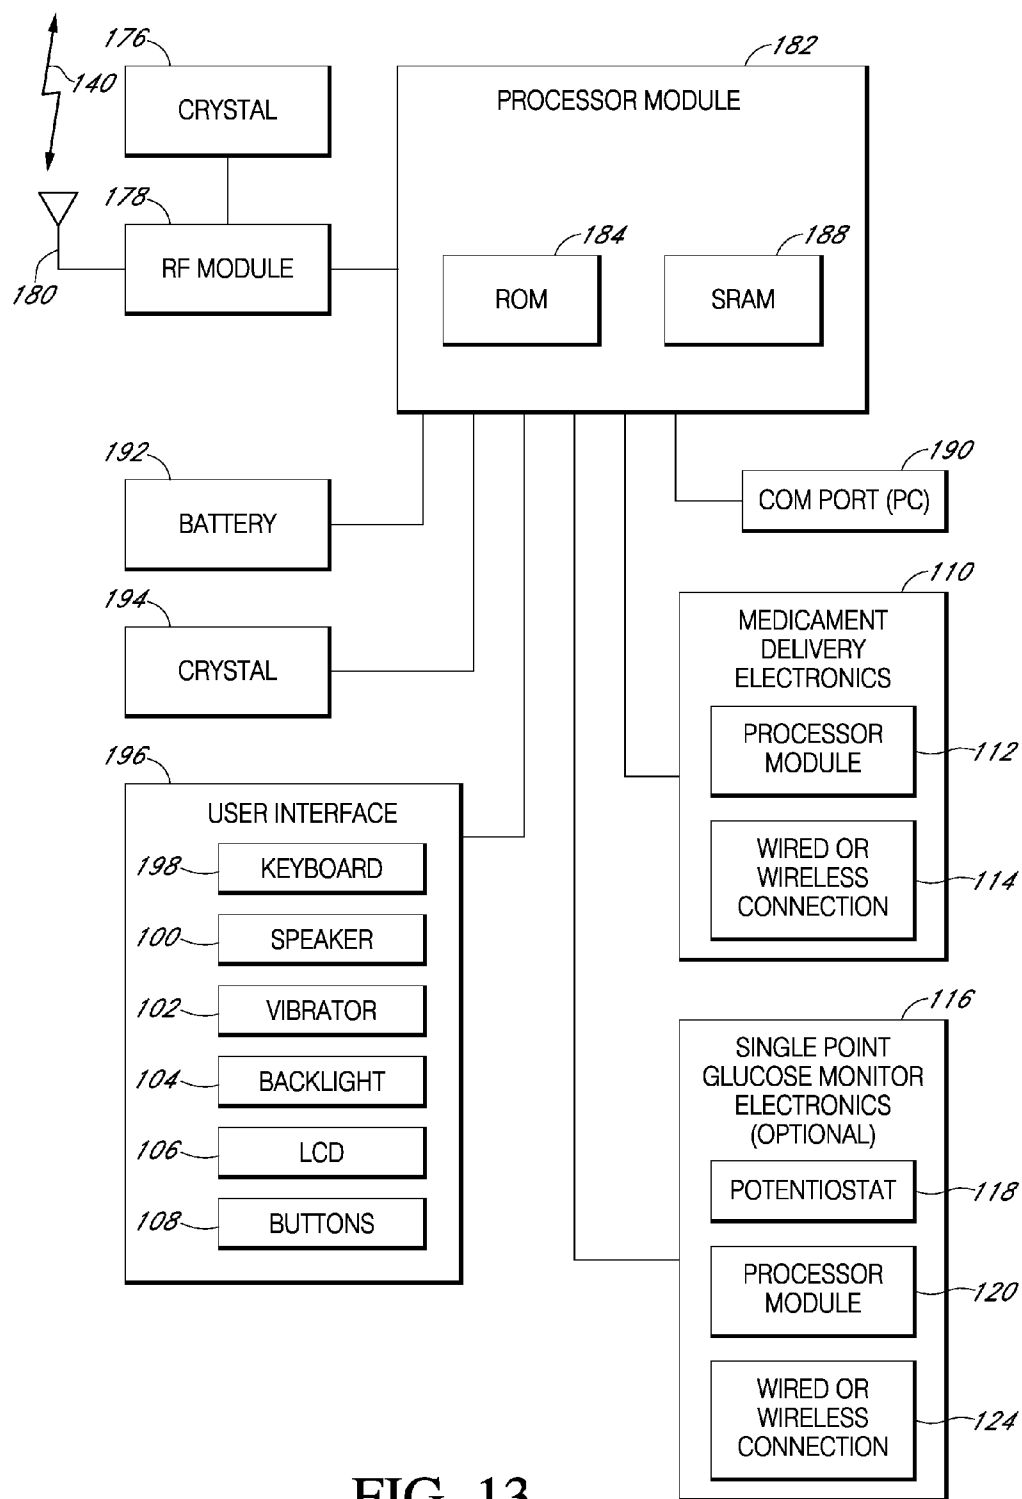 176
182
140
CRYSTAL
PROCESSOR MODULE
178
184
188
RF MODULE
ROM
SRAM
180
192
190
BATTERY
COM PORT (PC)
194
110
CRYSTAL
MEDICAMENT
DELIVERY
ELECTRONICS
PROCESSOR
MODULE
112
WIRED OR
WIRELESS
CONNECTION
114
196
USER INTERFACE
198
KEYBOARD
100
SPEAKER
102
VIBRATOR
104
BACKLIGHT
106
LCD
108
BUTTONS
116
SINGLE POINT
GLUCOSE MONITOR
ELECTRONICS
(OPTIONAL)
POTENTIOSTAT
118
PROCESSOR
MODULE
120
WIRED OR
WIRELESS
CONNECTION
124
FIG. 13